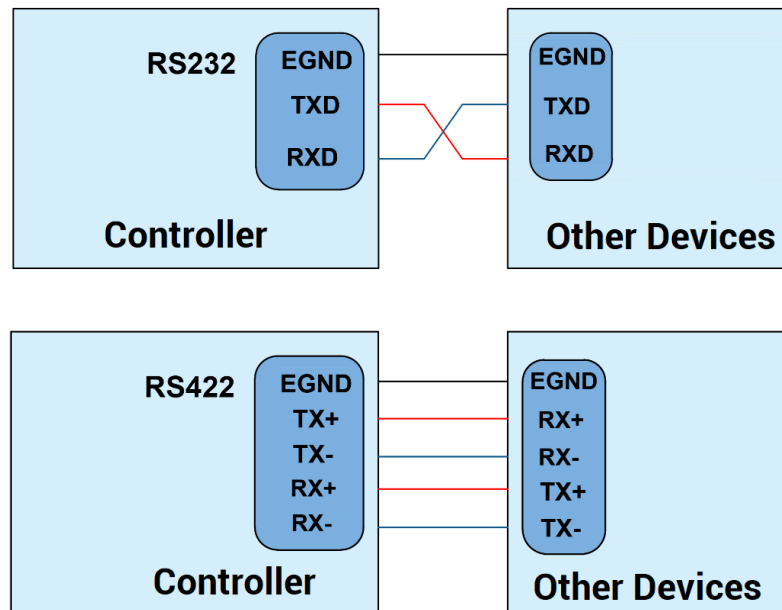 RS232
EGND
TXD
RXD
Controller
EGND
TXD
RXD
Other Devices
RS422
EGND
TX+
TX-
RX+
RX-
Controller
EGND
RX+
RX-
TX+
TX-
Other Devices